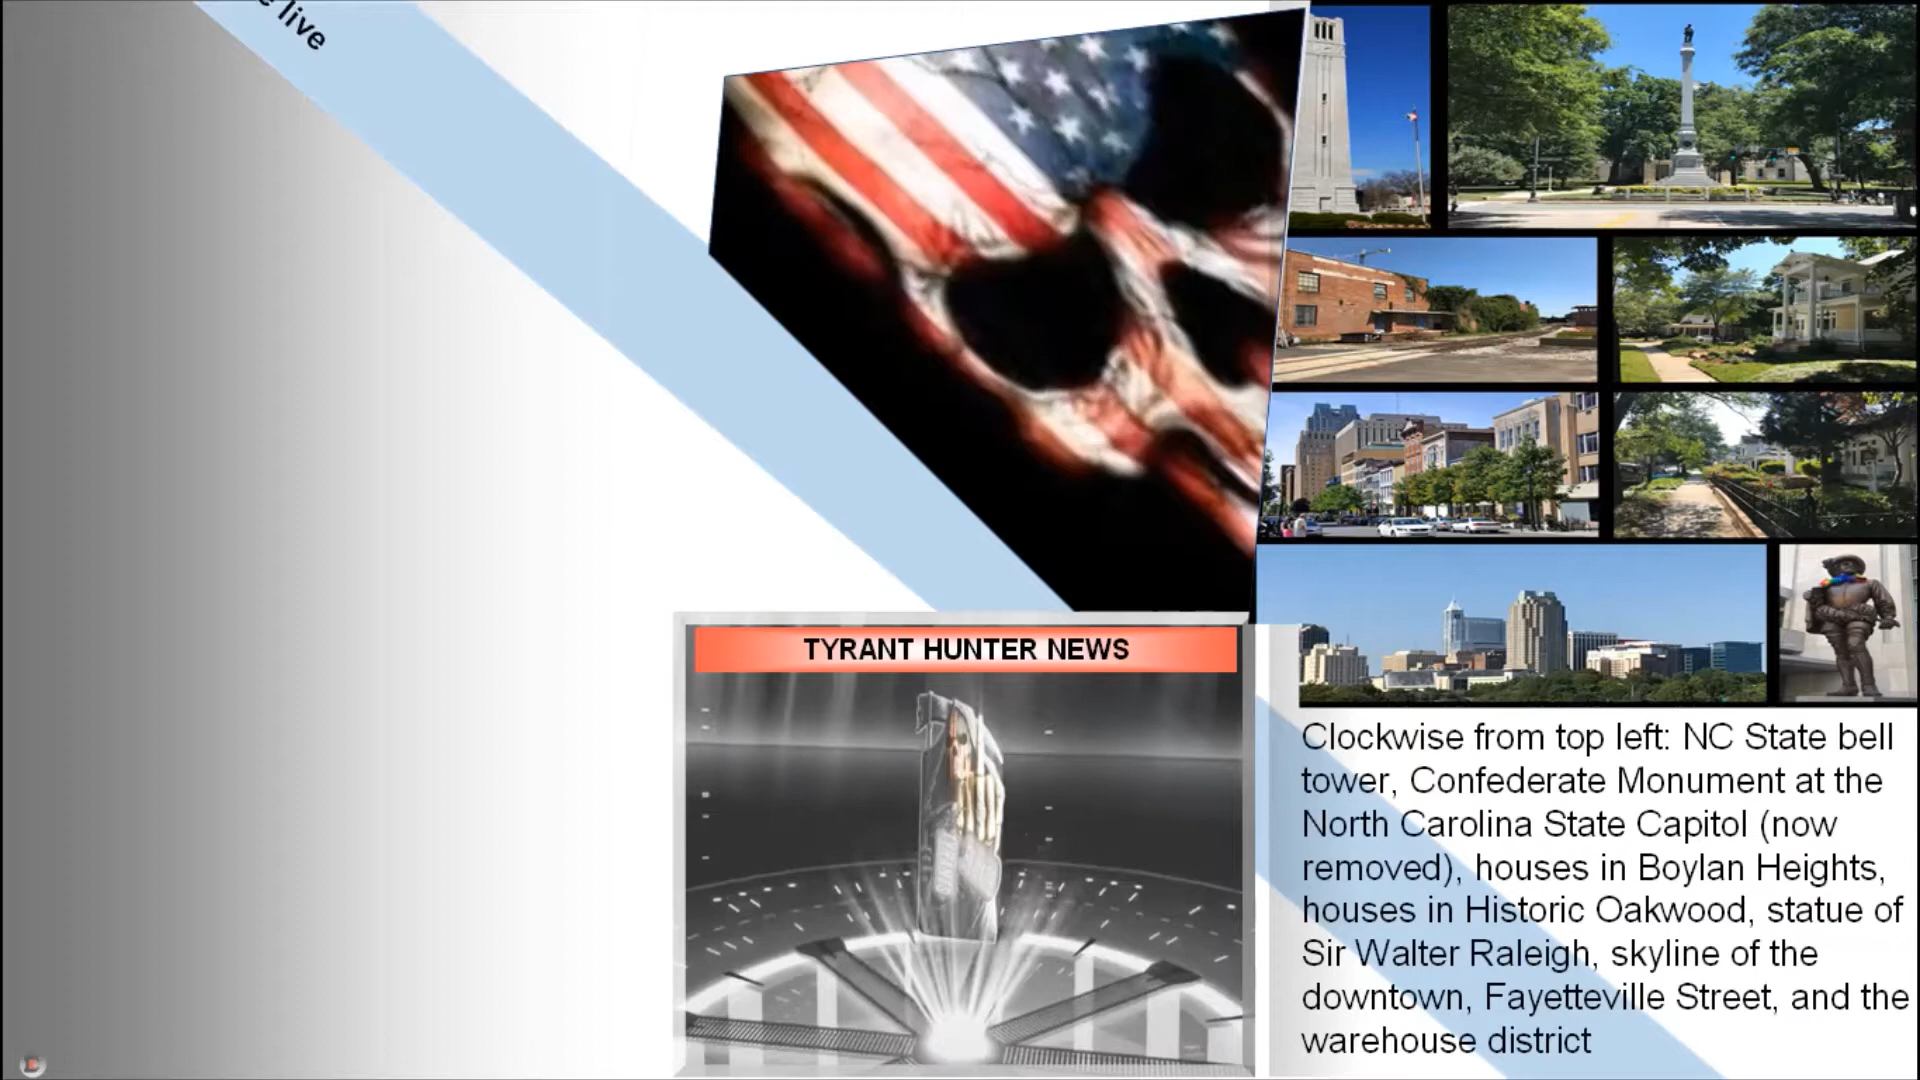 live
TYRANT HUNTER NEWS
Clockwise from top left: NC State bell
tower, Confederate Monument at the
North Carolina State Capitol (now
removed), houses in Boylan Heights,
houses in Historic Oakwood, statue of
Sir Walter Raleigh, skyline of the
downtown, Fayetteville Street, and the
warehouse district